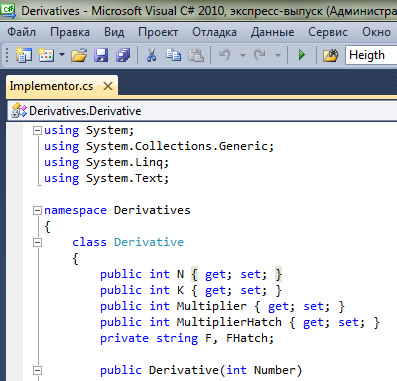 Derivatives - Microsoft Visual C# 2010, экспресс-выпуск (Администра
Файл Правка Вид Проект Отладка Данные Сервис Окно
Heigth
Implementor.cs
Derivatives.Derivative
using System;
using System.Collections.Generic;
using System.Linq;
using System.Text;
namespace Derivatives
{
class Derivative
{
public int N { get; set; }
public int K { get; set; }
public int Multiplier { get; set; }
public int MultiplierHatch { get; set; }
private string F, FHatch;
public Derivative(int Number)